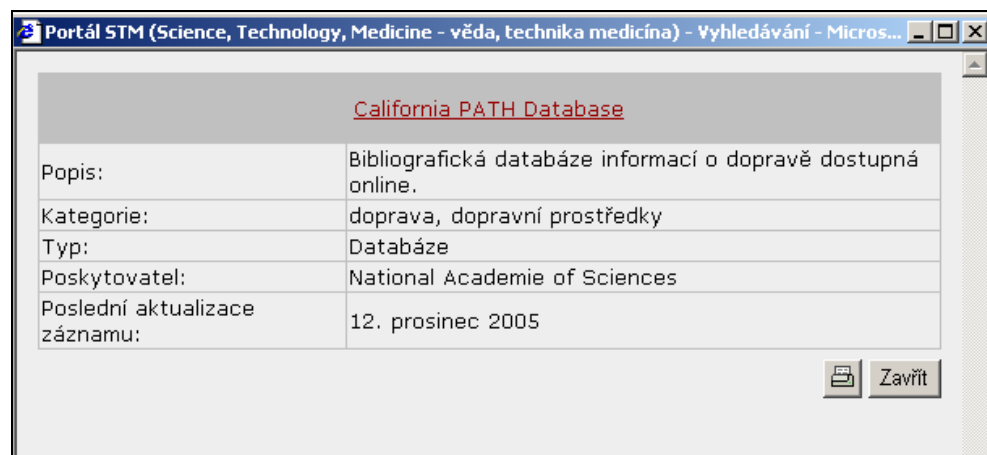 Portál STM (Science, Technology, Medicine - věda, technika medicína) - Vyhledávání - Micros...
California PATH Database
Popis:
Bibliografická databáze informací o dopravě dostupná
online.
Kategorie:
doprava, dopravní prostředky
Typ:
Databáze
Poskytovatel:
National Academie of Sciences
Poslední aktualizace
záznamu:
12. prosinec 2005
Zavřít